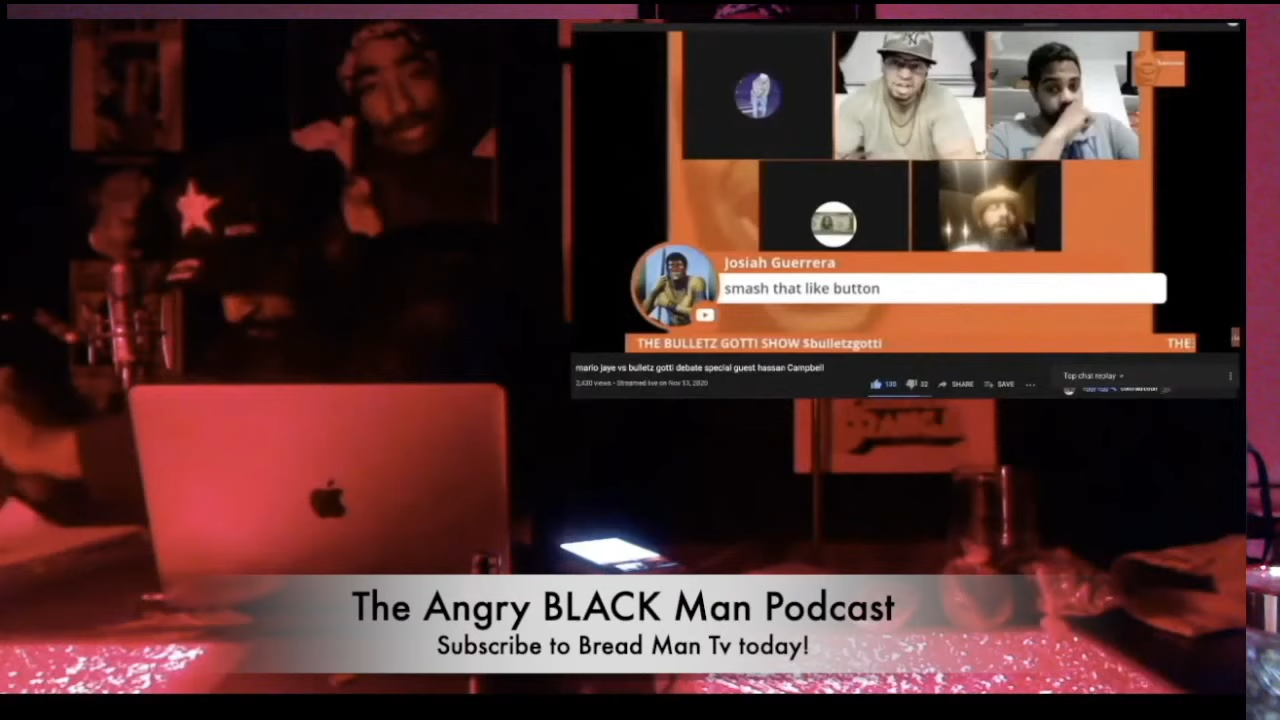 Josiah Guerrera
smash that like button
THE BULLETZ GOTTI SHOW $bulletzgotti
THE
mario jaye vs bulletz gotti debate special guest hassan Campbell
2,430 views • Streamed live on Nov 13, 2020
130
32
SHARE
SAVE
Top chat replay
The Angry BLACK Man Podcast
Subscribe to Bread Man Tv today!